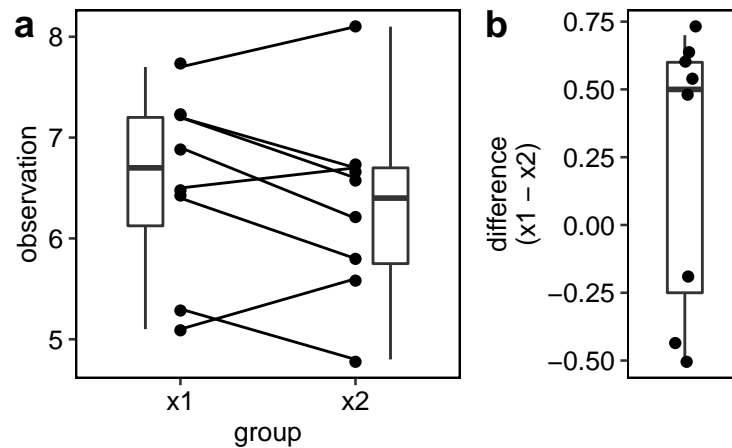 a
8
7
6
5
observation
x1 x2
group
b
0.75
0.50
0.25
0.00
−0.25
−0.50
difference
(x1 − x2)